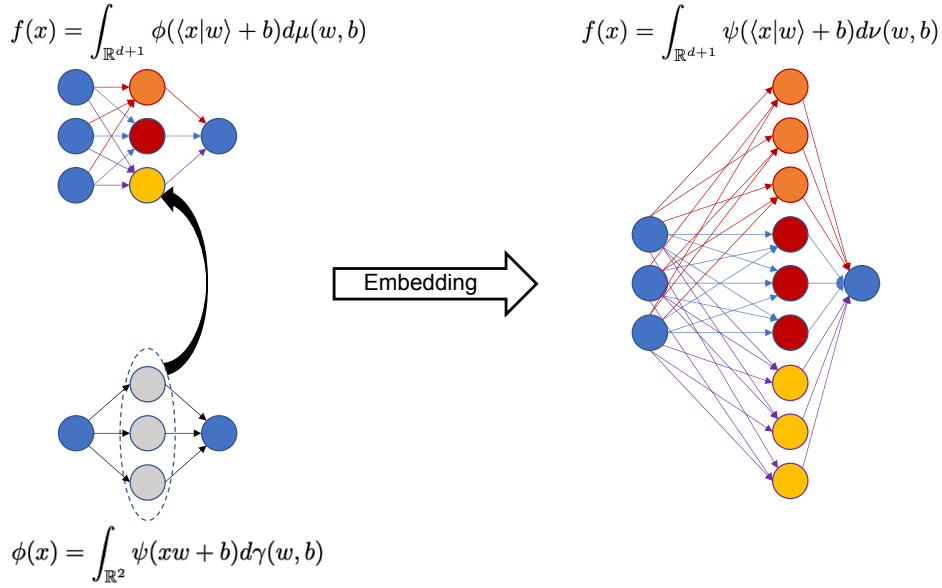 f(x) = ∫_{ℝ^{d+1}} ϕ(⟨x|w⟩ + b)dμ(w, b)
f(x) = ∫_{ℝ^{d+1}} ψ(⟨x|w⟩ + b)dν(w, b)
Embedding
ϕ(x) = ∫_{ℝ^2} ψ(xw + b)dγ(w, b)